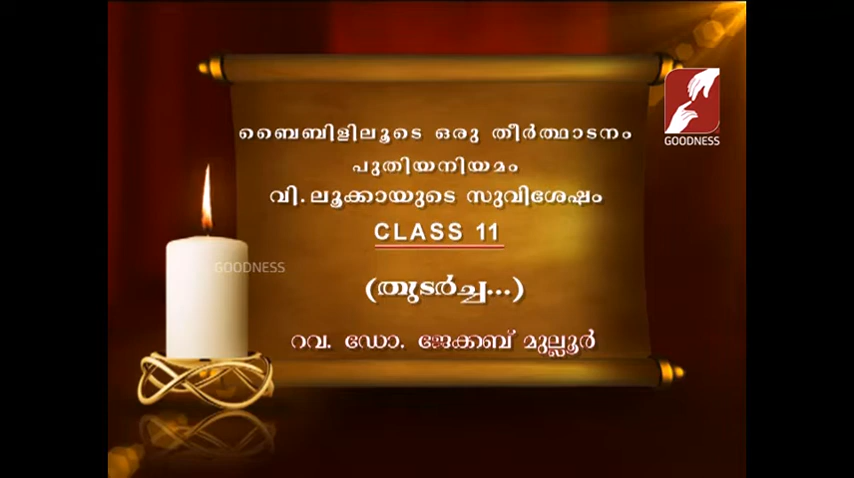 ബൈബിളിലൂടെ ഒരു തീർത്ഥാടനം
GOODNESS
പുതിയനിയമം
വി. ലൂക്കായുടെ സുവിശേഷം
CLASS 11
GOODNESS
(തുടർച്ച...)
റവ. ഡോ. ജേക്കബ് മുല്ലൂർ